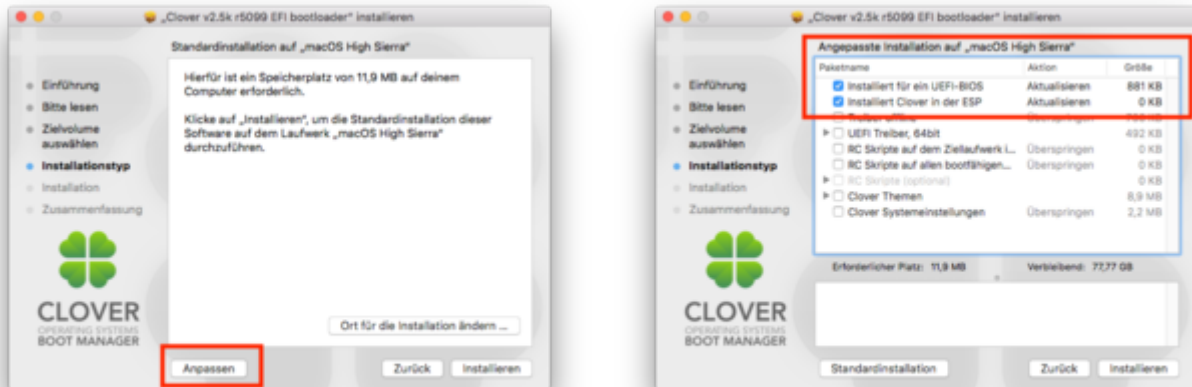 „Clover v2.5k r5099 EFI bootloader" installieren
Standardinstallation auf „macOS High Sierra"
Einführung
Bitte lesen
Zielvolume
auswählen
Installationstyp
Installation
Zusammenfassung
Hierfür ist ein Speicherplatz von 11,9 MB auf deinem
Computer erforderlich.
Klicke auf „Installieren", um die Standardinstallation dieser
Software auf dem Laufwerk „macOS High Sierra"
durchzuführen.
CLOVER
OPERATING SYSTEMS
BOOT MANAGER
Ort für die Installation ändern ...
Anpassen
Zurück
Installieren
„Clover v2.5k r5099 EFI bootloader" installieren
Angepasste Installation auf „macOS High Sierra"
Einführung
Bitte lesen
Zielvolume
auswählen
Installationstyp
Installation
Zusammenfassung
Paketname Aktion Größe
Installiert für ein UEFI-BIOS Aktualisieren 881 KB
Installiert Clover in der ESP Aktualisieren 0 KB
UEFI Treiber, 64bit 492 KB
RC Skripte auf dem Ziellaufwerk i... Überspringen 0 KB
RC Skripte auf allen bootfähigen... Überspringen 0 KB
RC Skripte (optional) 0 KB
Clover Themen 8,9 MB
Clover Systemeinstellungen Überspringen 2,2 MB
Erforderlicher Platz: 11,9 MB Verbleibend: 77,77 GB
CLOVER
OPERATING SYSTEMS
BOOT MANAGER
Standardinstallation
Zurück
Installieren